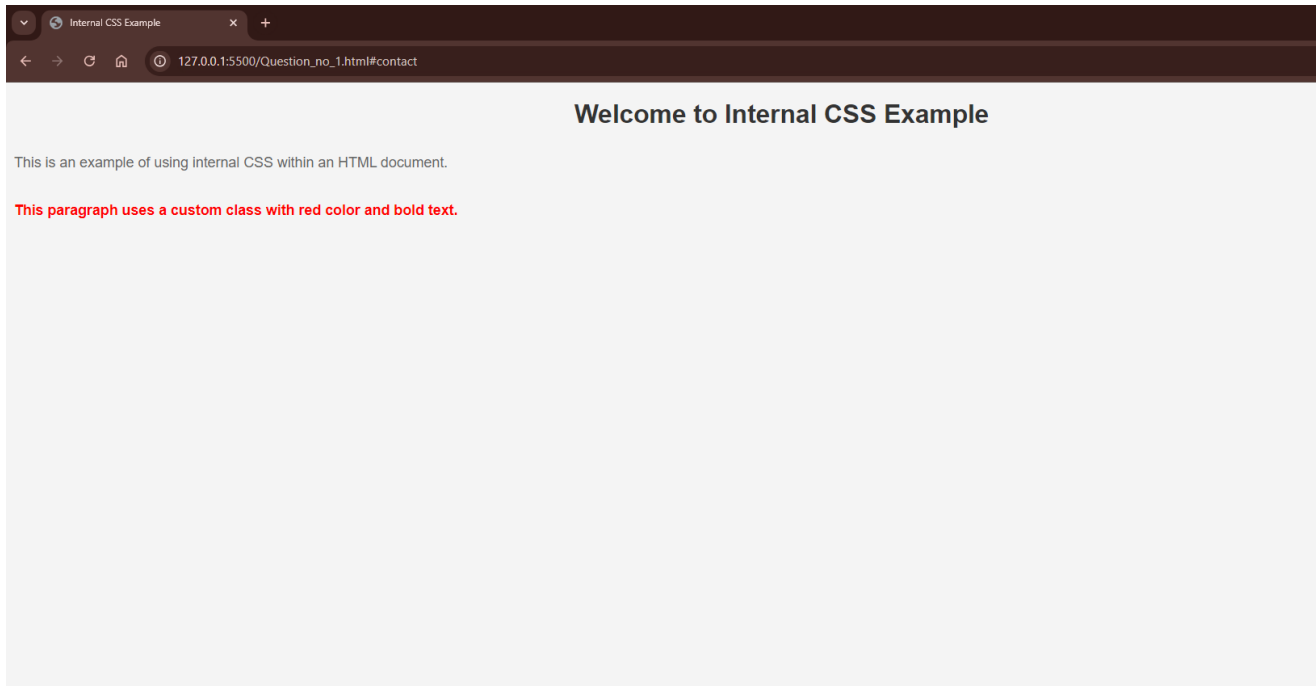 Internal CSS Example
127.0.0.1:5500/Question_no_1.html#contact
Welcome to Internal CSS Example
This is an example of using internal CSS within an HTML document.
This paragraph uses a custom class with red color and bold text.